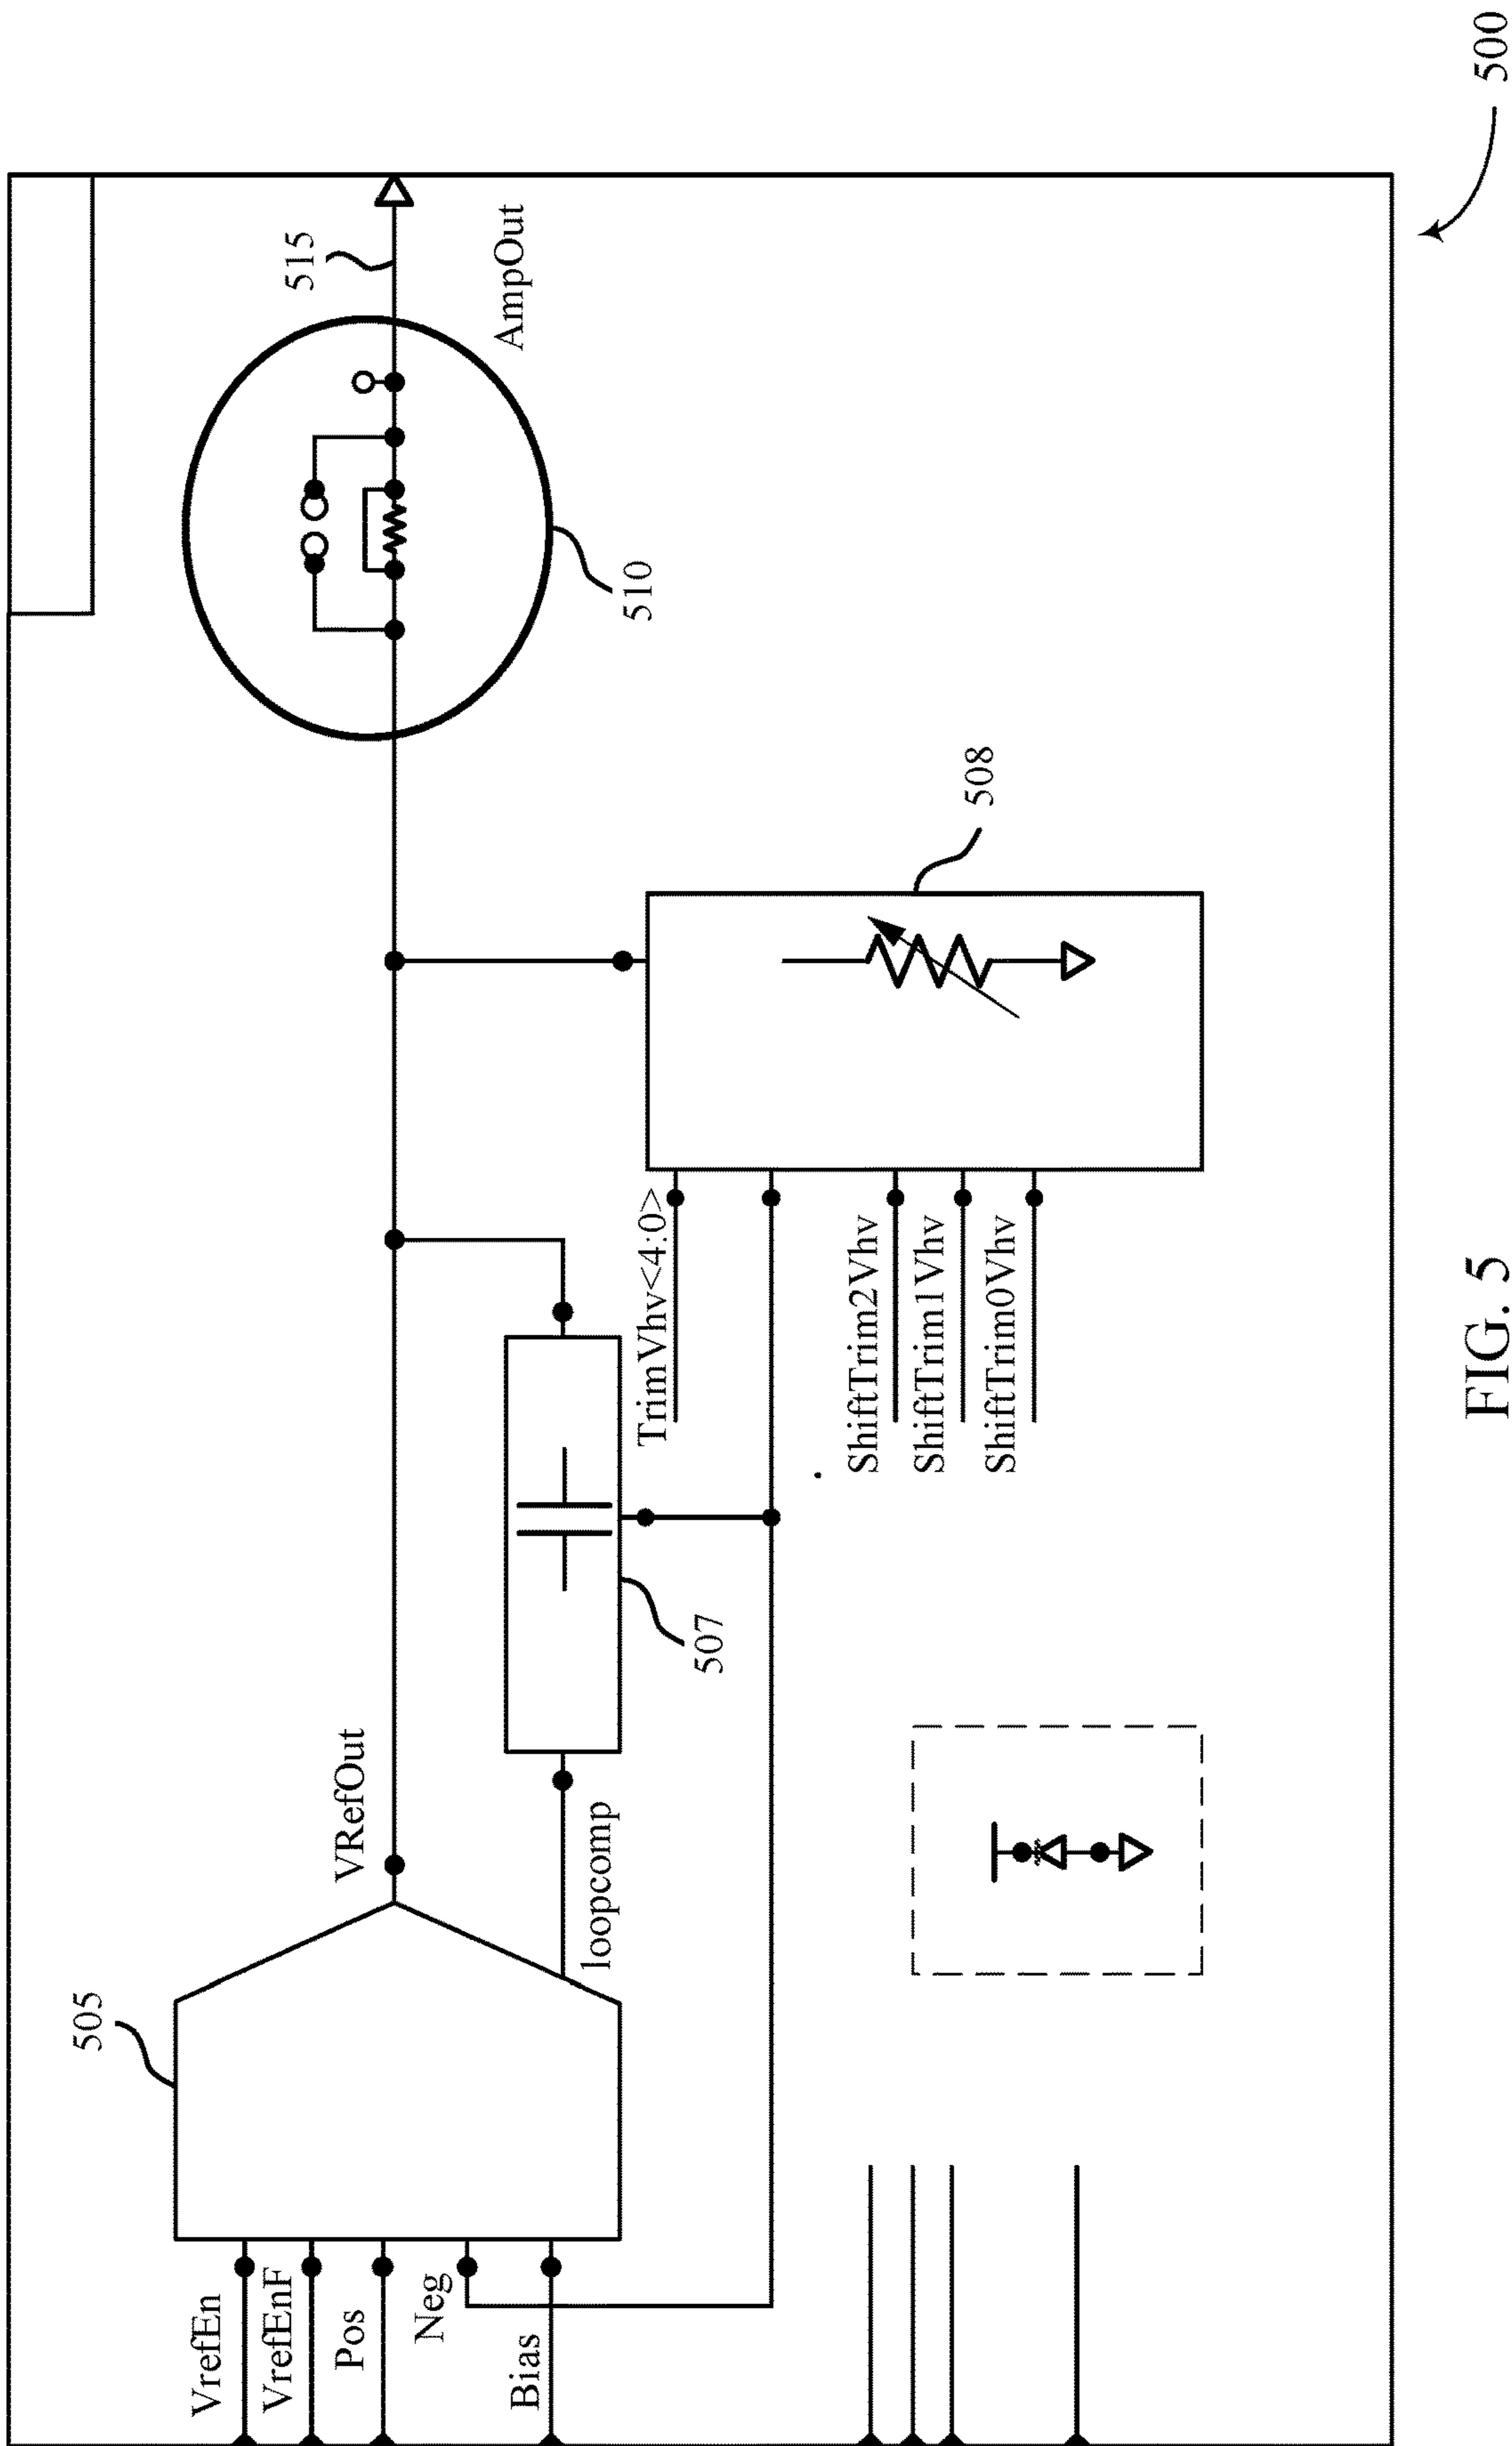 500
515
AmpOut
510
508
505
VRefOut
VrefEn
VrefEnF
Pos
Neg
Bias
loopcomp
507
TrimVhv<4:0>
ShiftTrim2Vhv
ShiftTrim1Vhv
ShiftTrim0Vhv
FIG. 5